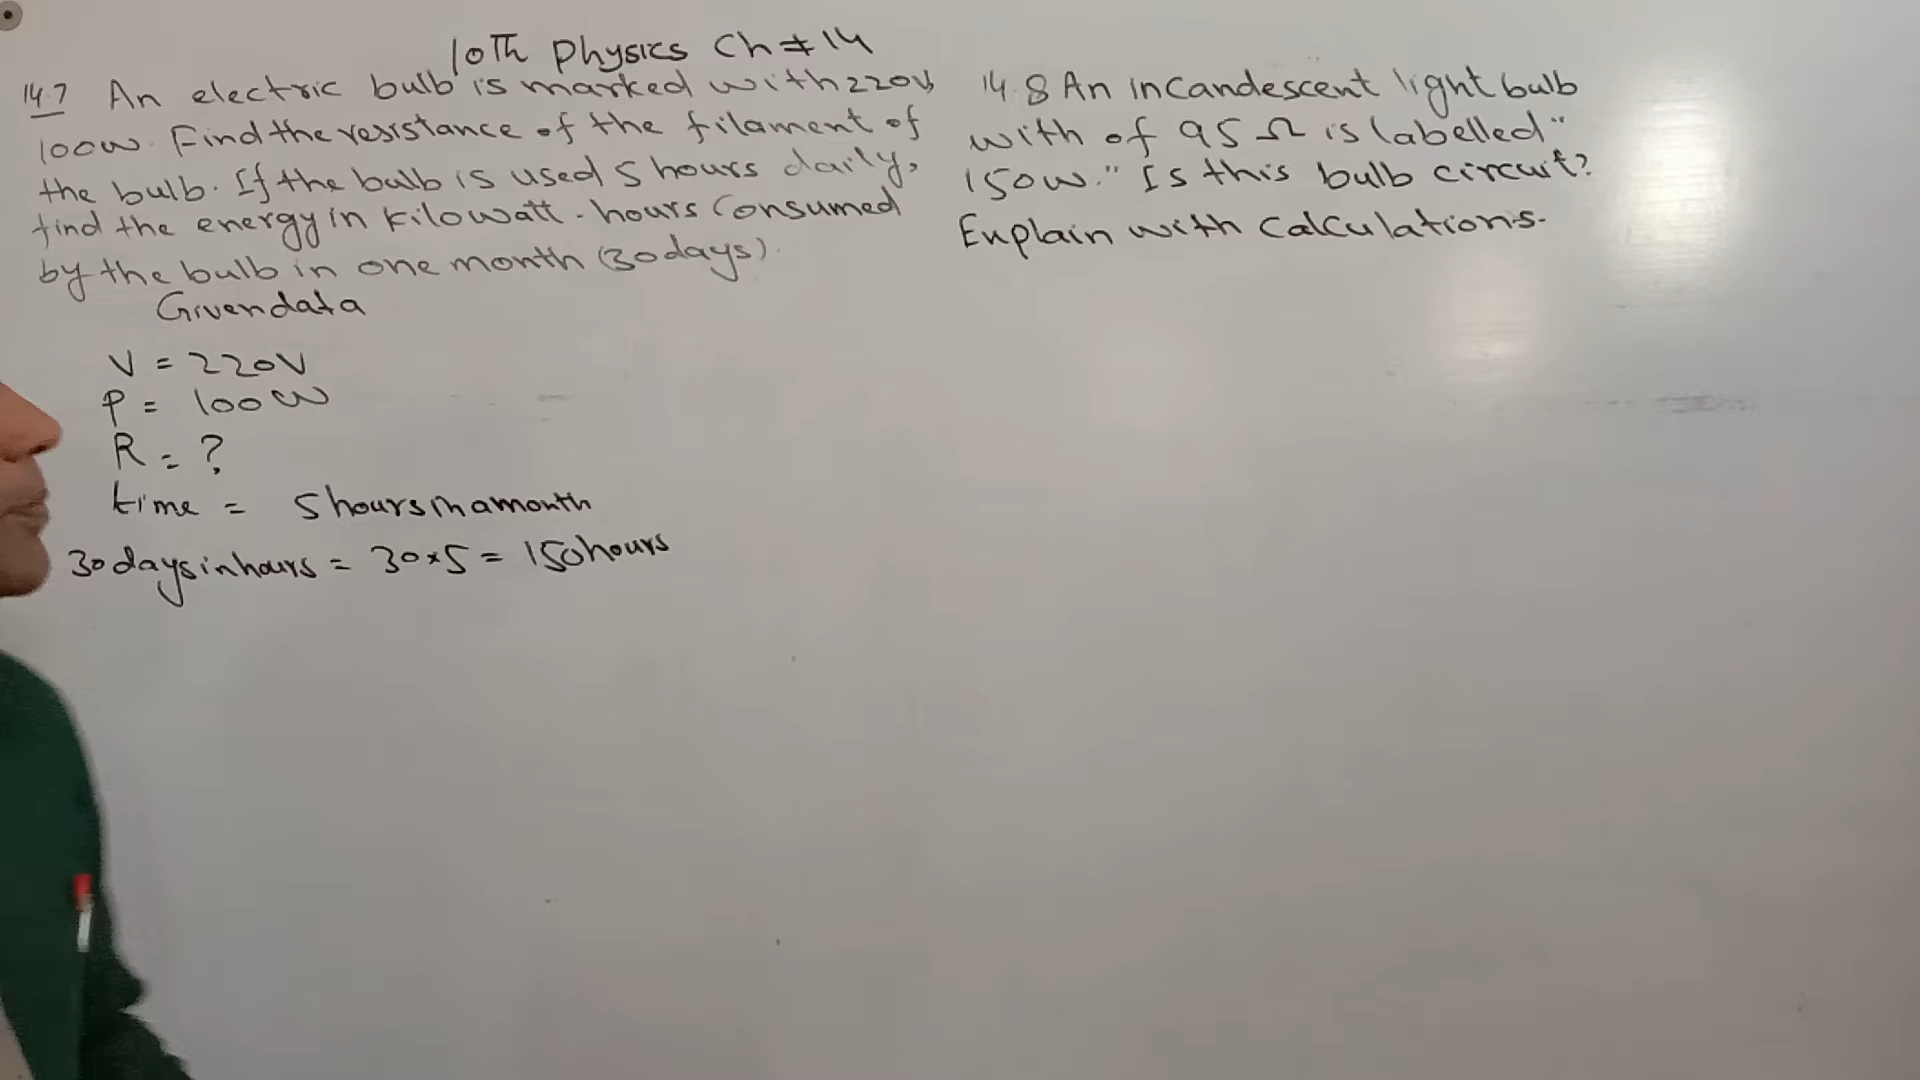 10Th Physics Ch # 14
14.7 An electric bulb is marked with 220V,
100w. Find the resistance of the filament of
the bulb. If the bulb is used 5 hours daily,
find the energy in kilowatt-hours Consumed
by the bulb in one month (30 days).
Given data
V = 220V
P = 100W
R = ?
time = 5 hours in a month
30 days in hours = 30 × 5 = 150 hours
14.8 An incandescent light bulb
with of 95 Ω is labelled "
150w." Is this bulb circuit?
Explain with Calculations.